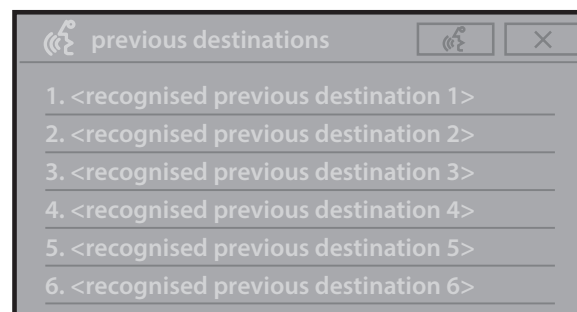 previous destinations
1. <recognised previous destination 1>
2. <recognised previous destination 2>
3. <recognised previous destination 3>
4. <recognised previous destination 4>
5. <recognised previous destination 5>
6. <recognised previous destination 6>